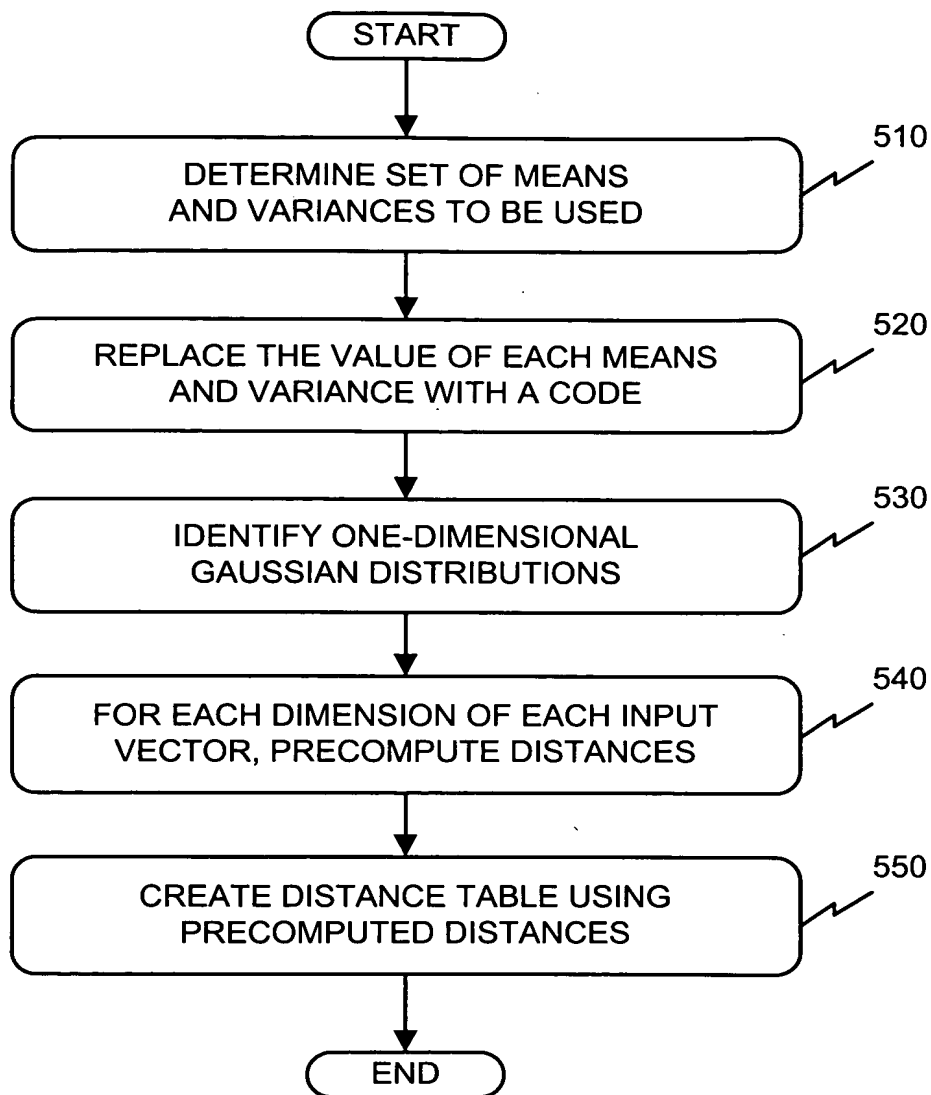 START
510
DETERMINE SET OF MEANS
AND VARIANCES TO BE USED
520
REPLACE THE VALUE OF EACH MEANS
AND VARIANCE WITH A CODE
530
IDENTIFY ONE-DIMENSIONAL
GAUSSIAN DISTRIBUTIONS
540
FOR EACH DIMENSION OF EACH INPUT
VECTOR, PRECOMPUTE DISTANCES
550
CREATE DISTANCE TABLE USING
PRECOMPUTED DISTANCES
END